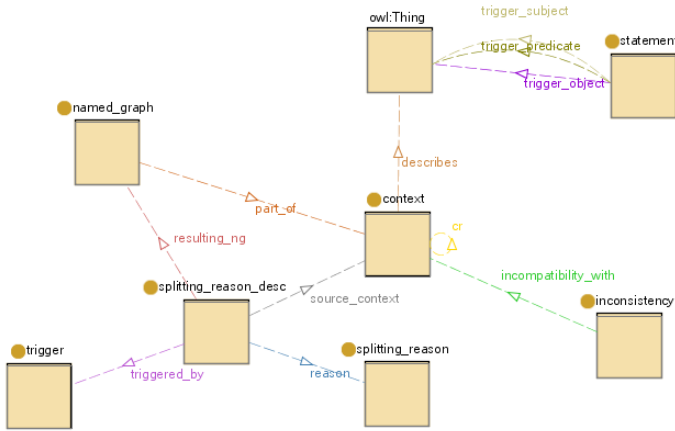 trigger_subject
owl:Thing
trigger_predicate
statement
trigger_object
named_graph
describes
context
part_of
cr
resulting_ng
incompatibility_with
splitting_reason_desc
source_context
inconsistency
trigger
splitting_reason
triggered_by
reason